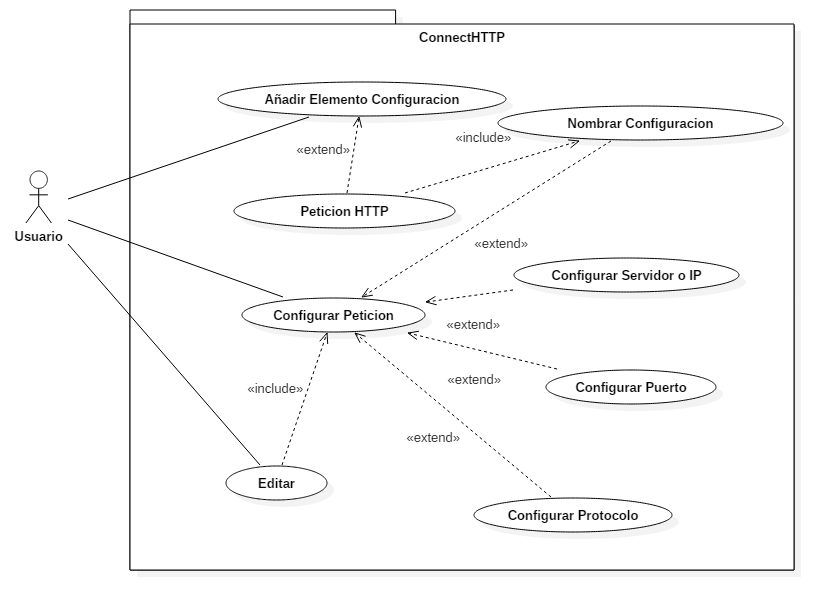 ConnectHTTP
Añadir Elemento Configuracion
Nombrar Configuracion
«include»
«extend»
Peticion HTTP
Usuario
«extend»
Configurar Servidor o IP
Configurar Peticion
«extend»
«extend»
Configurar Puerto
«include»
«extend»
Editar
Configurar Protocolo